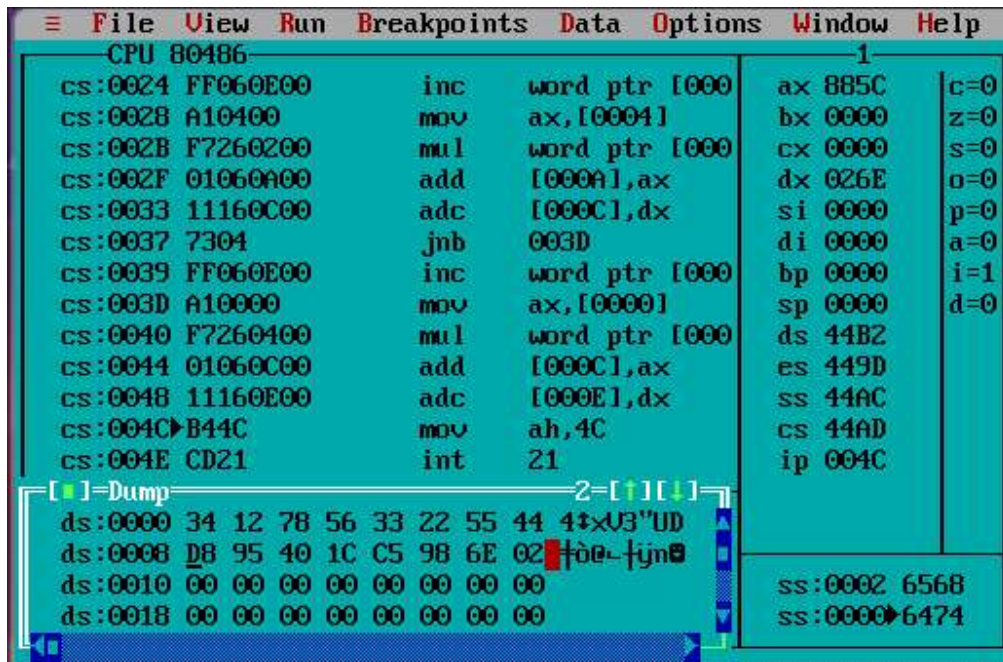 ≡ File View Run Breakpoints Data Options Window Help
CPU 80486 1
cs:0024 FF060E00 inc word ptr [000 ax 885C c=0
cs:0028 A10400 mov ax,[0004] bx 0000 z=0
cs:002B F7260200 mul word ptr [000 cx 0000 s=0
cs:002F 01060A00 add [000A],ax dx 026E o=0
cs:0033 11160C00 adc [000C],dx si 0000 p=0
cs:0037 7304 jnb 003D di 0000 a=0
cs:0039 FF060E00 inc word ptr [000 bp 0000 i=1
cs:003D A10000 mov ax,[0000] sp 0000 d=0
cs:0040 F7260400 mul word ptr [000 ds 44B2
cs:0044 01060C00 add [000C],ax es 449D
cs:0048 11160E00 adc [000E],dx ss 44AC
cs:004C►B44C mov ah,4C cs 44AD
cs:004E CD21 int 21 ip 004C
[■]=Dump 2=[↑][↓]
ds:0000 34 12 78 56 33 22 55 44 4↕xV3"UD
ds:0008 D8 95 40 1C C5 98 6E 02 ╪ò@∟┼ÿn☻
ds:0010 00 00 00 00 00 00 00 00 ss:0002 6568
ds:0018 00 00 00 00 00 00 00 00 ss:0000►6474